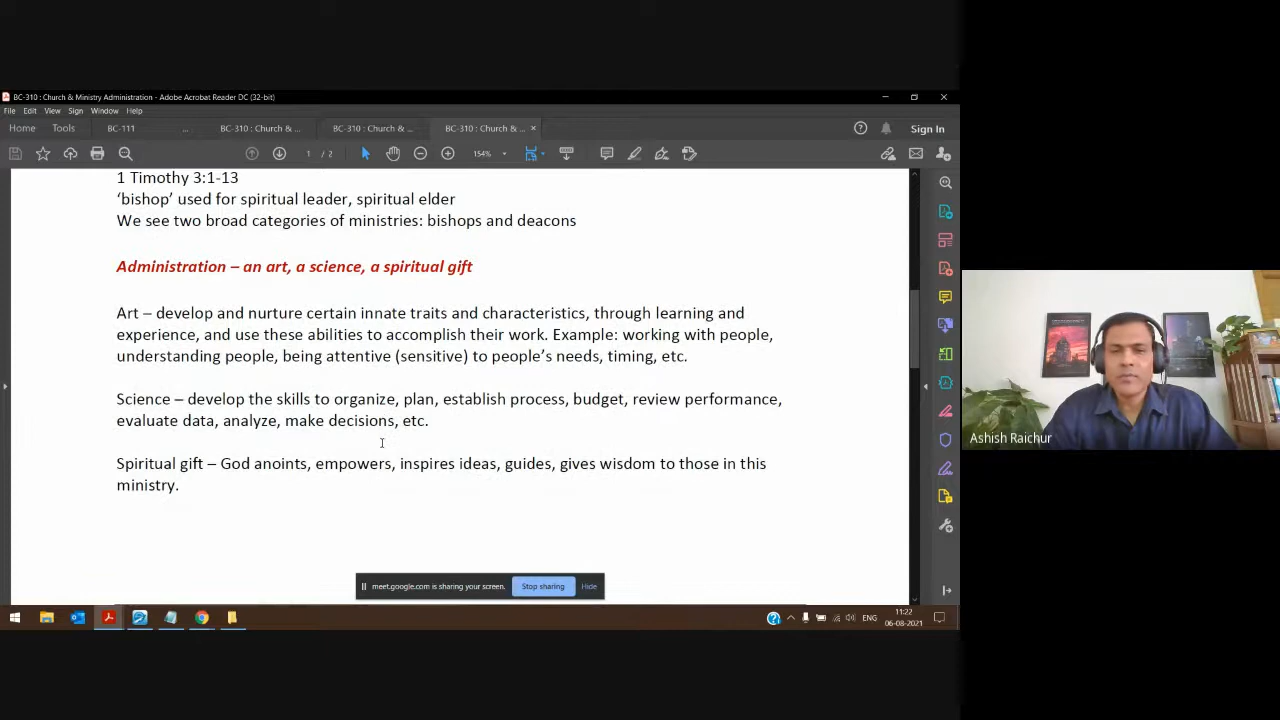 BC-310 : Church & Ministry Administration - Adobe Acrobat Reader DC (32-bit)
File Edit View Sign Window Help
Home Tools BC-111 ... BC-310 : Church & ... BC-310 : Church & ... BC-310 : Church & ... × Sign In
1 / 2 154%
1 Timothy 3:1-13
‘bishop’ used for spiritual leader, spiritual elder
We see two broad categories of ministries: bishops and deacons
Administration – an art, a science, a spiritual gift
Art – develop and nurture certain innate traits and characteristics, through learning and
experience, and use these abilities to accomplish their work. Example: working with people,
understanding people, being attentive (sensitive) to people’s needs, timing, etc.
Science – develop the skills to organize, plan, establish process, budget, review performance,
evaluate data, analyze, make decisions, etc.
Spiritual gift – God anoints, empowers, inspires ideas, guides, gives wisdom to those in this
ministry.
meet.google.com is sharing your screen. Stop sharing Hide
ENG 11:22
06-08-2021
Ashish Raichur